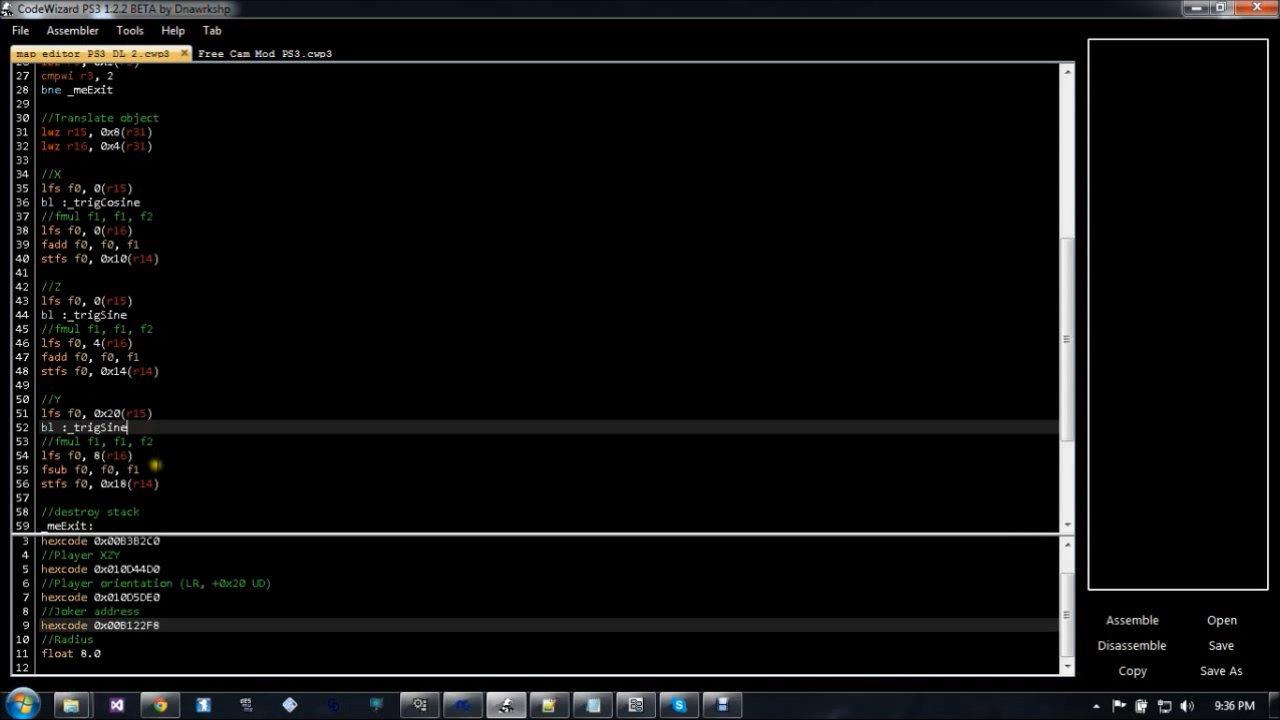 CodeWizard PS3 1.2.2 BETA by Dnawrkshp
File Assembler Tools Help Tab
map editor PS3 DL 2.cwp3 Free Cam Mod PS3.cwp3
27 cmpwi r3, 2
28 bne _meExit
29
30 //Translate object
31 lwz r15, 0x8(r31)
32 lwz r16, 0x4(r31)
33
34 //X
35 lfs f0, 0(r15)
36 bl :_trigCosine
37 //fmul f1, f1, f2
38 lfs f0, 0(r16)
39 fadd f0, f0, f1
40 stfs f0, 0x10(r14)
41
42 //Z
43 lfs f0, 0(r15)
44 bl :_trigSine
45 //fmul f1, f1, f2
46 lfs f0, 4(r16)
47 fadd f0, f0, f1
48 stfs f0, 0x14(r14)
49
50 //Y
51 lfs f0, 0x20(r15)
52 bl :_trigSine
53 //fmul f1, f1, f2
54 lfs f0, 8(r16)
55 fsub f0, f0, f1
56 stfs f0, 0x18(r14)
57
58 //destroy stack
59 _meExit:
3 hexcode 0x00B3B2C0
4 //Player XZY
5 hexcode 0x010D44D0
6 //Player orientation (LR, +0x20 UD)
7 hexcode 0x010D5DE0
8 //Joker address
9 hexcode 0x00B122F8
10 //Radius
11 float 8.0
12
Assemble Open
Disassemble Save
Copy Save As
9:36 PM